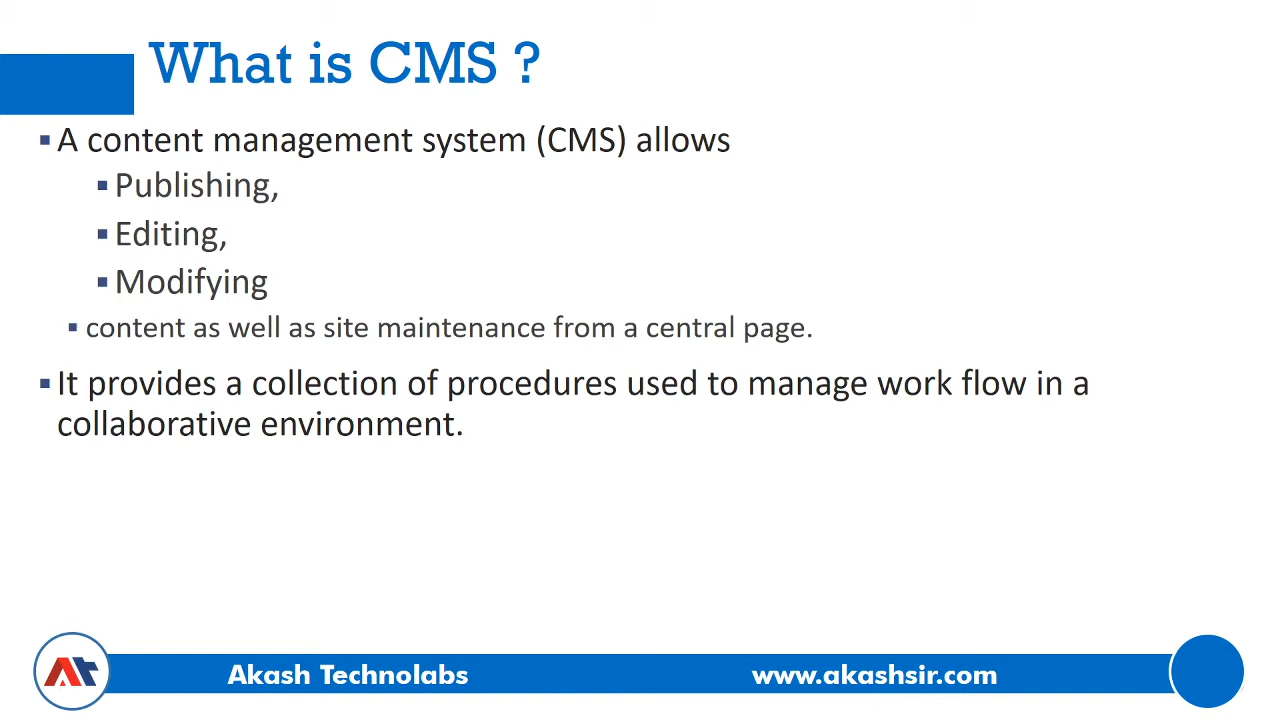 What is CMS ?
A content management system (CMS) allows
Publishing,
Editing,
Modifying
content as well as site maintenance from a central page.
It provides a collection of procedures used to manage work flow in a
collaborative environment.
At
Akash Technolabs
www.akashsir.com